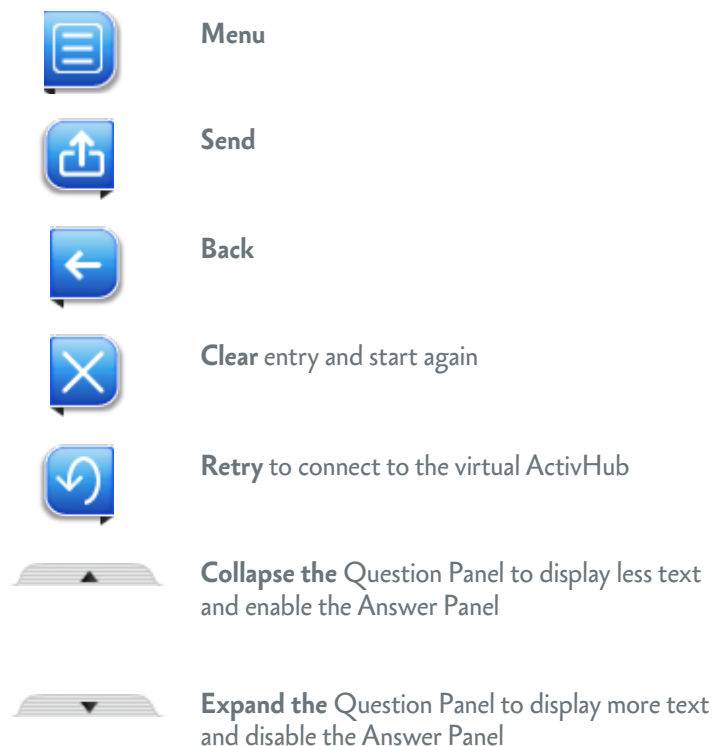 Menu
Send
Back
Clear entry and start again
Retry to connect to the virtual ActivHub
Collapse the Question Panel to display less text
and enable the Answer Panel
Expand the Question Panel to display more text
and disable the Answer Panel